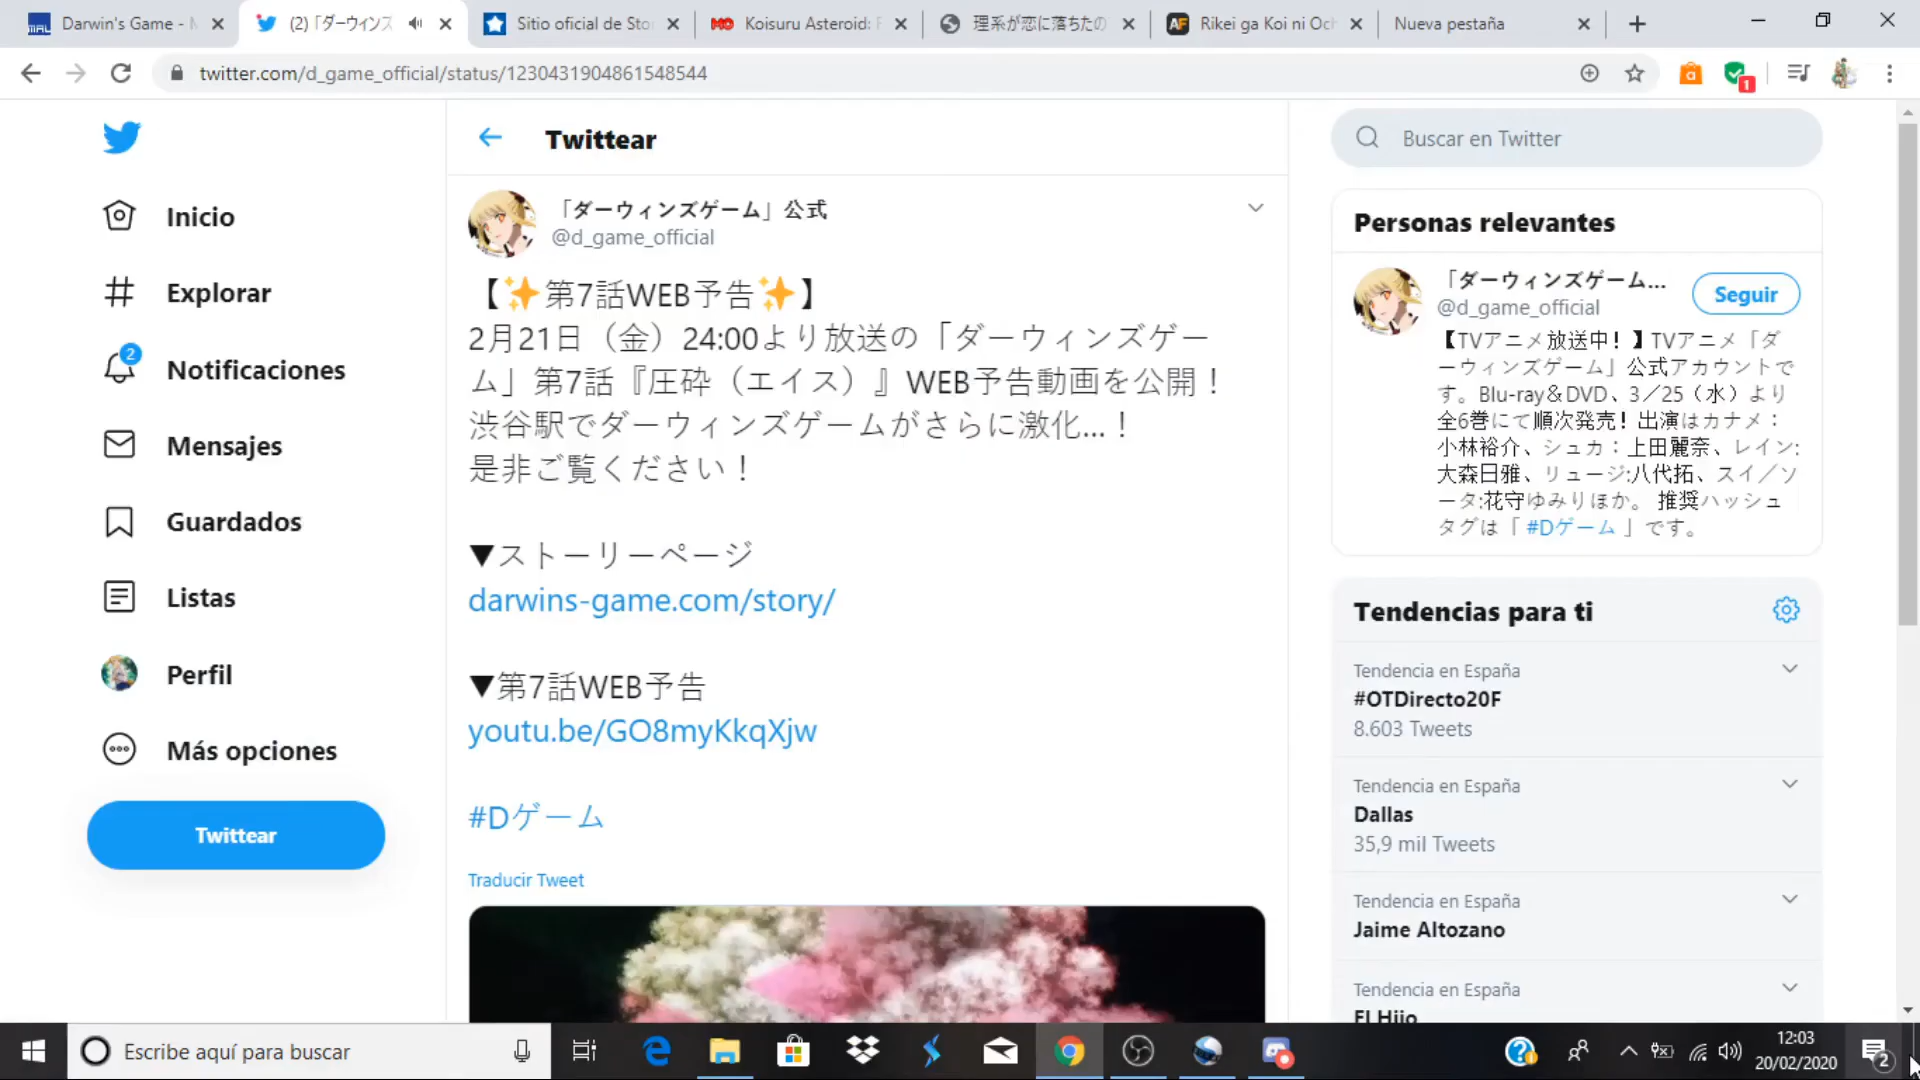 Darwin's Game - M
(2)「ダーウィンズ
Sitio oficial de Sto
Koisuru Asteroid: F
理系が恋に落ちたの
Rikei ga Koi ni Och
Nueva pestaña
twitter.com/d_game_official/status/1230431904861548544
1
Inicio
Explorar
2
Notificaciones
Mensajes
Guardados
Listas
Perfil
Más opciones
Twittear
Twittear
「ダーウィンズゲーム」公式
@d_game_official
【✨第7話WEB予告✨】
2月21日（金）24:00より放送の「ダーウィンズゲー
ム」第7話『圧砕（エイス）』WEB予告動画を公開！
渋谷駅でダーウィンズゲームがさらに激化...！
是非ご覧ください！
▼ストーリーページ
darwins-game.com/story/
▼第7話WEB予告
youtu.be/GO8myKkqXjw
#Dゲーム
Traducir Tweet
Buscar en Twitter
Personas relevantes
「ダーウィンズゲーム...
@d_game_official
Seguir
【TVアニメ放送中！】TVアニメ「ダ
ーウィンズゲーム」公式アカウントで
す。Blu-ray＆DVD、3／25（水）より
全6巻にて順次発売！出演はカナメ：
小林裕介、シュカ：上田麗奈、レイン:
大森日雅、リュージ:八代拓、スイ／ソ
ータ:花守ゆみりほか。 推奨ハッシュ
タグは「 #Dゲーム 」です。
Tendencias para ti
Tendencia en España
#OTDirecto20F
8.603 Tweets
Tendencia en España
Dallas
35,9 mil Tweets
Tendencia en España
Jaime Altozano
Tendencia en España
El Hijo
Escribe aquí para buscar
12:03
20/02/2020
2